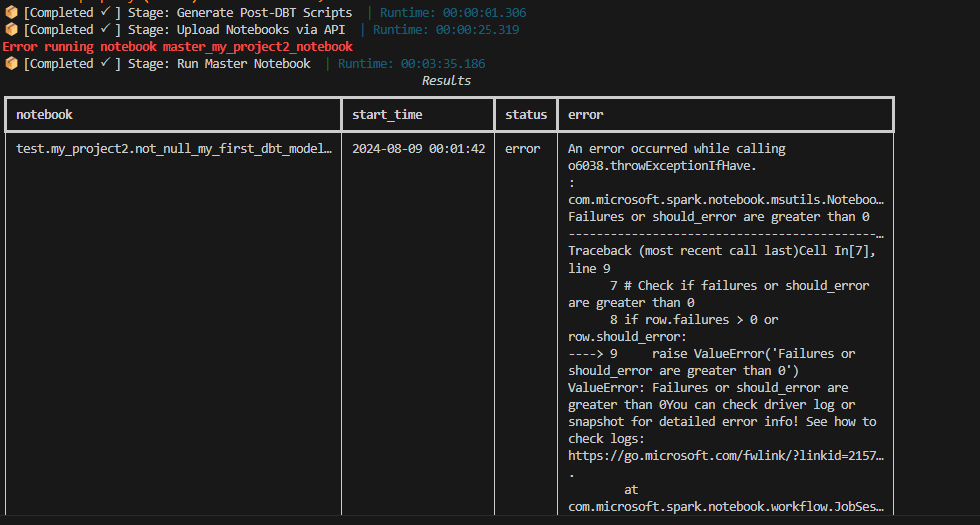 [Completed ✓ ] Stage: Generate Post-DBT Scripts | Runtime: 00:00:01.306
[Completed ✓ ] Stage: Upload Notebooks via API | Runtime: 00:00:25.319
Error running notebook master_my_project2_notebook
[Completed ✓ ] Stage: Run Master Notebook | Runtime: 00:03:35.186
Results
notebook start_time status error
test.my_project2.not_null_my_first_dbt_model… 2024-08-09 00:01:42 error An error occurred while calling
o6038.throwExceptionIfHave.
:
com.microsoft.spark.notebook.msutils.Noteboo…
Failures or should_error are greater than 0
--------------------------------------------…
Traceback (most recent call last)Cell In[7],
line 9
7 # Check if failures or should_error
are greater than 0
8 if row.failures > 0 or
row.should_error:
----> 9 raise ValueError('Failures or
should_error are greater than 0')
ValueError: Failures or should_error are
greater than 0You can check driver log or
snapshot for detailed error info! See how to
check logs:
https://go.microsoft.com/fwlink/?linkid=2157…
.
at
com.microsoft.spark.notebook.workflow.JobSes…